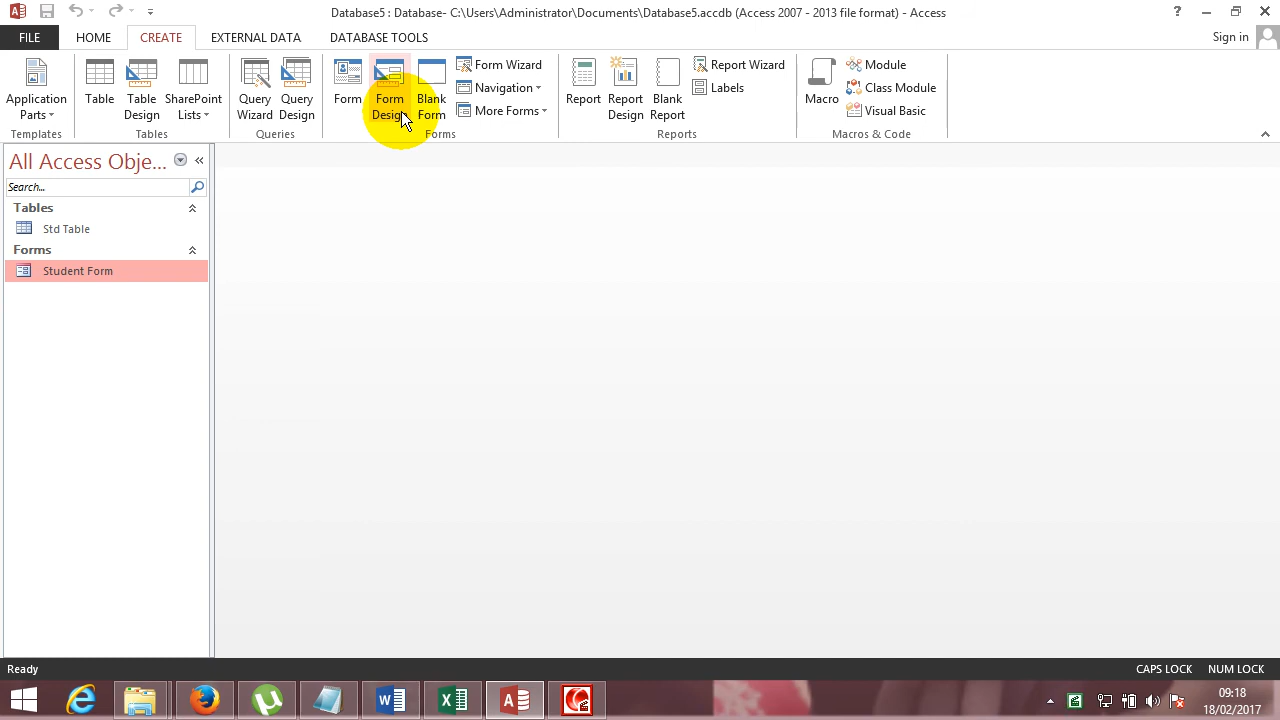 Database5 : Database- C:\Users\Administrator\Documents\Database5.accdb (Access 2007 - 2013 file format) - Access
FILE HOME CREATE EXTERNAL DATA DATABASE TOOLS Sign in
Application Parts
Templates
Table
Table Design
SharePoint Lists
Tables
Query Wizard
Query Design
Queries
Form
Form Design
Blank Form
Form Wizard
Navigation
More Forms
Forms
Report
Report Design
Blank Report
Report Wizard
Labels
Reports
Macro
Module
Class Module
Visual Basic
Macros & Code
All Access Obje...
Search...
Tables
Std Table
Forms
Student Form
Ready CAPS LOCK NUM LOCK
09:18
18/02/2017